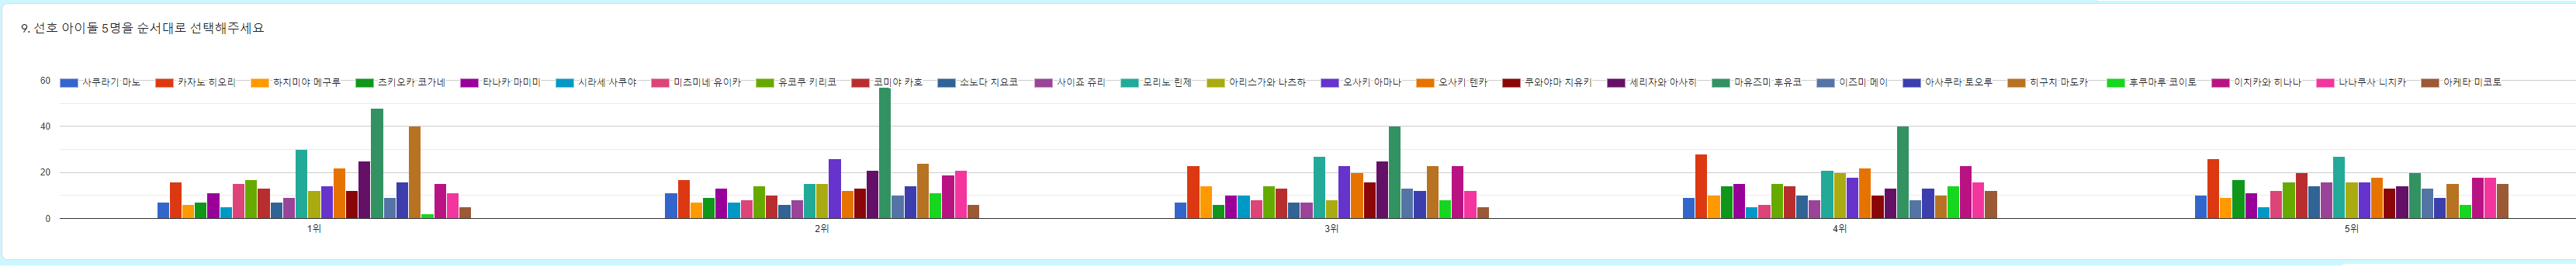 9. 선호 아이돌 5명을 순서대로 선택해주세요
60 사쿠라기 마노 카자노 히오리 하치미야 메구루 츠키오카 코가네 타나카 마미미 시라세 사쿠야 미츠미네 유이카 유코쿠 키리코 코미야 카호 소노다 치요코 사이죠 쥬리 모리노 린제 아리스가와 나츠하 오사키 아마나 오사키 텐카 쿠와야마 치유키 세리자와 아사히 마유즈미 후유코 이즈미 메이 아사쿠라 토오루 히구치 마도카 후쿠마루 코이토 이치카와 히나나 나나쿠사 니치카 아케타 미코토
40
20
0
1위 2위 3위 4위 5위